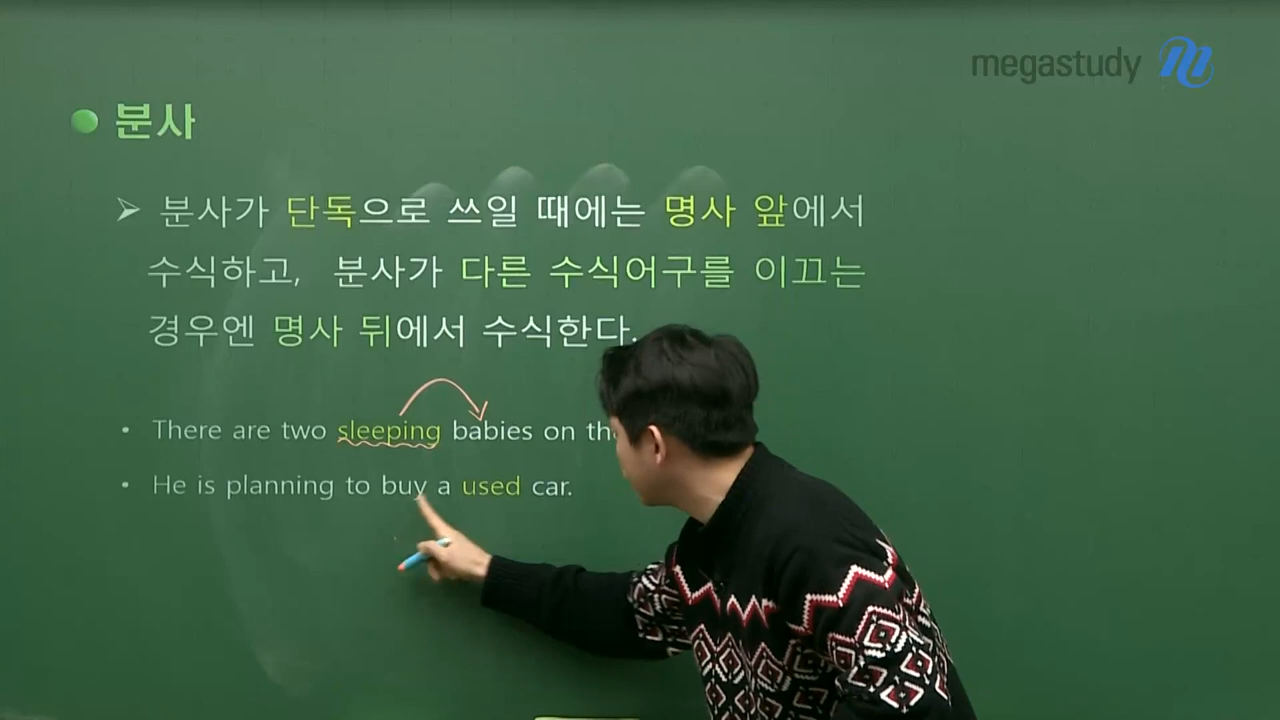 megastudy
분사
➢ 분사가 단독으로 쓰일 때에는 명사 앞에서
수식하고, 분사가 다른 수식어구를 이끄는
경우엔 명사 뒤에서 수식한다.
• There are two sleeping babies on
• He is planning to buy a used car.